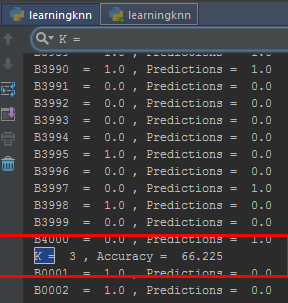 learningknn learningknn
K =
B3989 = 1.0 , Predictions = 1.0
B3990 = 1.0 , Predictions = 1.0
B3991 = 0.0 , Predictions = 0.0
B3992 = 0.0 , Predictions = 0.0
B3993 = 0.0 , Predictions = 0.0
B3994 = 0.0 , Predictions = 0.0
B3995 = 1.0 , Predictions = 0.0
B3996 = 0.0 , Predictions = 0.0
B3997 = 0.0 , Predictions = 1.0
B3998 = 1.0 , Predictions = 0.0
B3999 = 0.0 , Predictions = 0.0
B4000 = 0.0 , Predictions = 1.0
K = 3 , Accuracy = 66.225
B0001 = 1.0 , Predictions = 0.0
B0002 = 1.0 , Predictions = 0.0